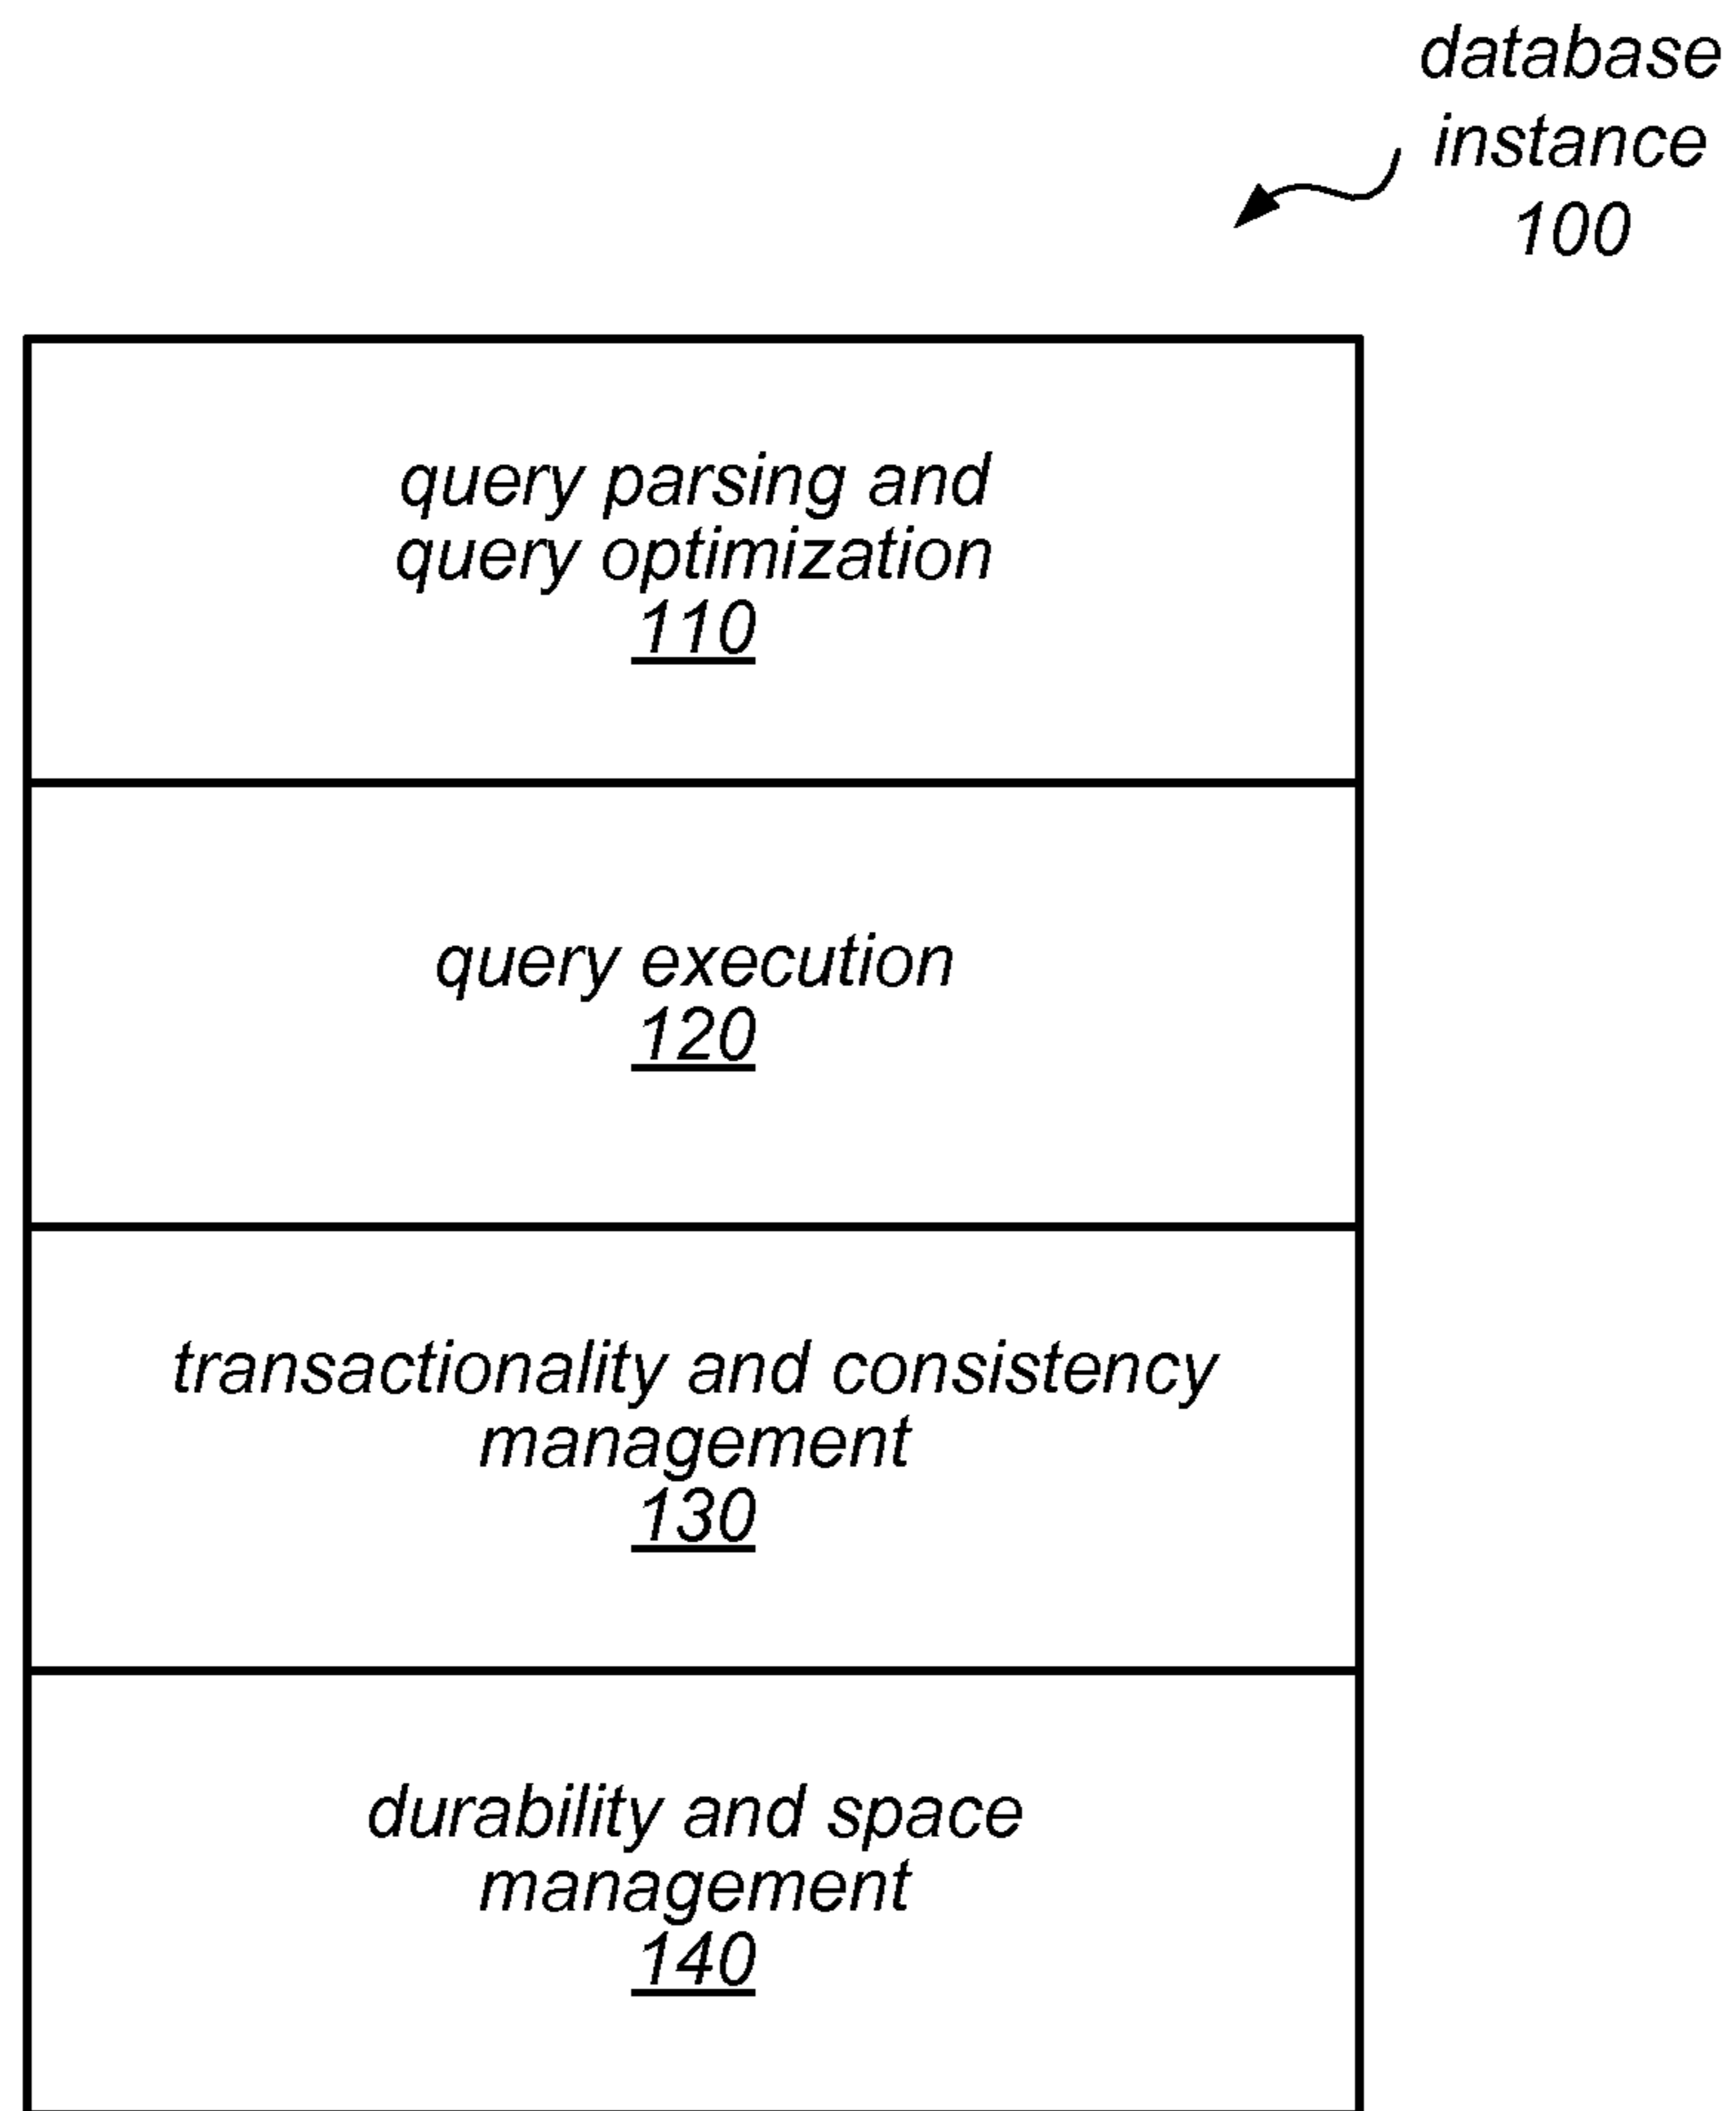 database
instance
100
query parsing and
query optimization
110
query execution
120
transactionality and consistency
management
130
durability and space
management
140